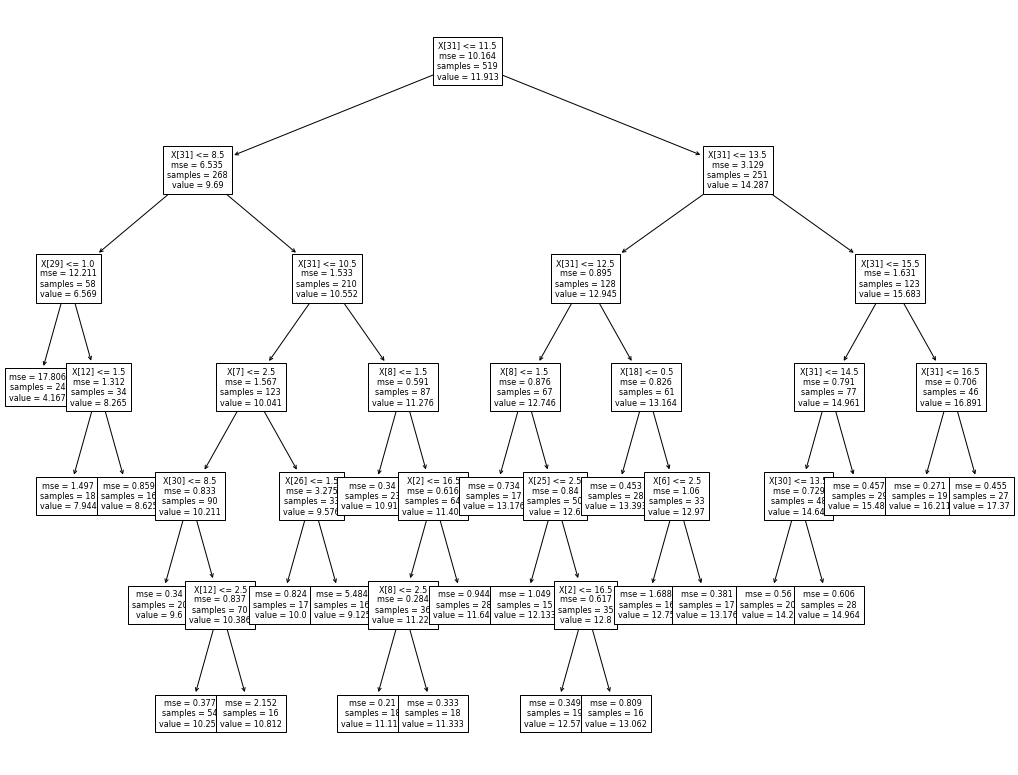 X[31] <= 11.5
mse = 10.164
samples = 519
value = 11.913
X[31] <= 8.5
mse = 6.535
samples = 268
value = 9.69
X[31] <= 13.5
mse = 3.129
samples = 251
value = 14.287
X[29] <= 1.0
mse = 12.211
samples = 58
value = 6.569
X[31] <= 10.5
mse = 1.533
samples = 210
value = 10.552
X[31] <= 12.5
mse = 0.895
samples = 128
value = 12.945
X[31] <= 15.5
mse = 1.631
samples = 123
value = 15.683
mse = 17.806
samples = 24
value = 4.167
X[12] <= 1.5
mse = 1.312
samples = 34
value = 8.265
X[7] <= 2.5
mse = 1.567
samples = 123
value = 10.041
X[8] <= 1.5
mse = 0.591
samples = 87
value = 11.276
X[8] <= 1.5
mse = 0.876
samples = 67
value = 12.746
X[18] <= 0.5
mse = 0.826
samples = 61
value = 13.164
X[31] <= 14.5
mse = 0.791
samples = 77
value = 14.961
X[31] <= 16.5
mse = 0.706
samples = 46
value = 16.891
mse = 1.497
samples = 18
value = 7.944
mse = 0.859
samples = 16
value = 8.625
X[30] <= 8.5
mse = 0.833
samples = 90
value = 10.211
X[26] <= 1.5
mse = 3.275
samples = 33
value = 9.576
mse = 0.34
samples = 23
value = 10.91
X[2] <= 16.5
mse = 0.616
samples = 64
value = 11.40
mse = 0.734
samples = 17
value = 13.176
X[25] <= 2.5
mse = 0.84
samples = 50
value = 12.6
mse = 0.453
samples = 28
value = 13.393
X[6] <= 2.5
mse = 1.06
samples = 33
value = 12.97
X[30] <= 13.5
mse = 0.729
samples = 48
value = 14.64
mse = 0.457
samples = 29
value = 15.48
mse = 0.271
samples = 19
value = 16.211
mse = 0.455
samples = 27
value = 17.37
mse = 0.34
samples = 20
value = 9.6
X[12] <= 2.5
mse = 0.837
samples = 70
value = 10.386
mse = 0.824
samples = 17
value = 10.0
mse = 5.484
samples = 16
value = 9.125
X[8] <= 2.5
mse = 0.284
samples = 36
value = 11.22
mse = 0.944
samples = 28
value = 11.64
mse = 1.049
samples = 15
value = 12.133
X[2] <= 16.5
mse = 0.617
samples = 35
value = 12.8
mse = 1.688
samples = 16
value = 12.75
mse = 0.381
samples = 17
value = 13.176
mse = 0.56
samples = 20
value = 14.2
mse = 0.606
samples = 28
value = 14.964
mse = 0.377
samples = 54
value = 10.25
mse = 2.152
samples = 16
value = 10.812
mse = 0.21
samples = 18
value = 11.11
mse = 0.333
samples = 18
value = 11.333
mse = 0.349
samples = 19
value = 12.57
mse = 0.809
samples = 16
value = 13.062